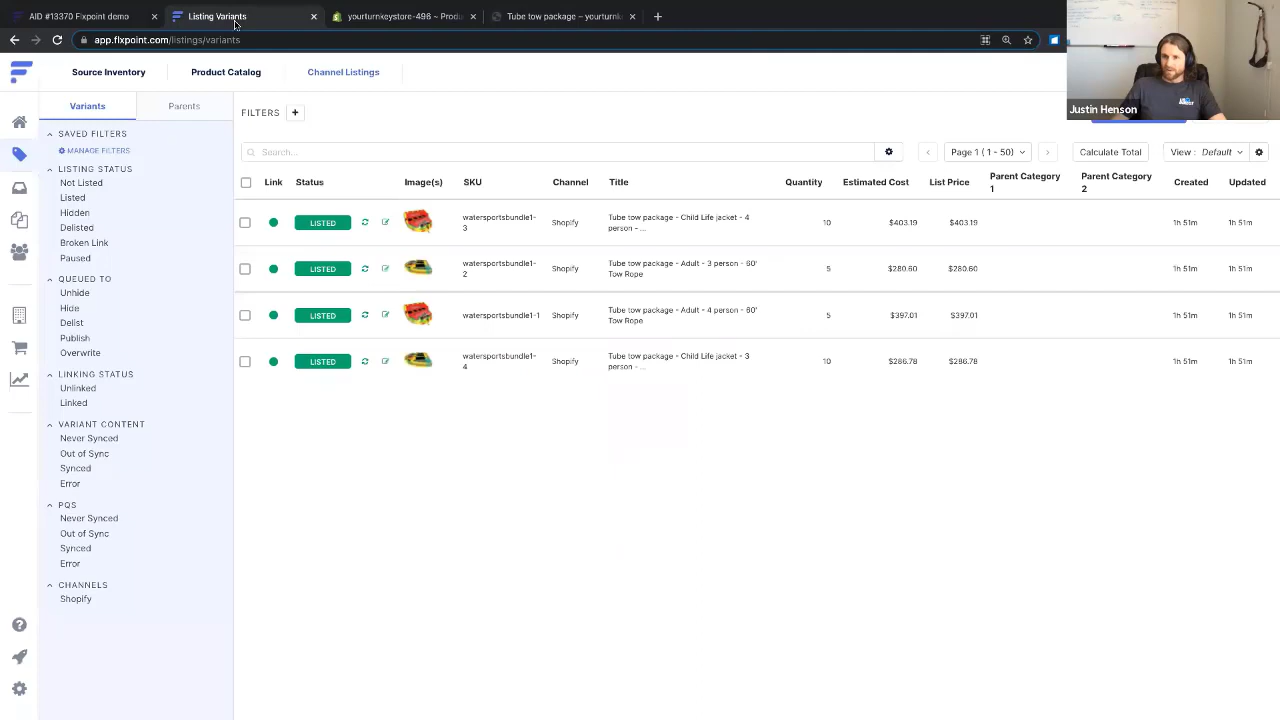 AID #13370 Flxpoint demo
Listing Variants
yourturnkeystore-496 ~ Produ
Tube tow package – yourturnk
app.flxpoint.com/listings/variants
Source Inventory
Product Catalog
Channel Listings
Justin Henson
Variants
Parents
FILTERS +
SAVED FILTERS
MANAGE FILTERS
LISTING STATUS
Not Listed
Listed
Hidden
Delisted
Broken Link
Paused
QUEUED TO
Unhide
Hide
Delist
Publish
Overwrite
LINKING STATUS
Unlinked
Linked
VARIANT CONTENT
Never Synced
Out of Sync
Synced
Error
PQS
Never Synced
Out of Sync
Synced
Error
CHANNELS
Shopify
Search...
Page 1 ( 1 - 50)
Calculate Total
View : Default
Link Status Image(s) SKU Channel Title Quantity Estimated Cost List Price Parent Category 1 Parent Category 2 Created Updated
LISTED watersportsbundle1-3 Shopify Tube tow package - Child Life jacket - 4 person - ... 10 $403.19 $403.19 1h 51m 1h 51m
LISTED watersportsbundle1-2 Shopify Tube tow package - Adult - 3 person - 60' Tow Rope 5 $280.60 $280.60 1h 51m 1h 51m
LISTED watersportsbundle1-1 Shopify Tube tow package - Adult - 4 person - 60' Tow Rope 5 $397.01 $397.01 1h 51m 1h 51m
LISTED watersportsbundle1-4 Shopify Tube tow package - Child Life jacket - 3 person - ... 10 $286.78 $286.78 1h 51m 1h 51m